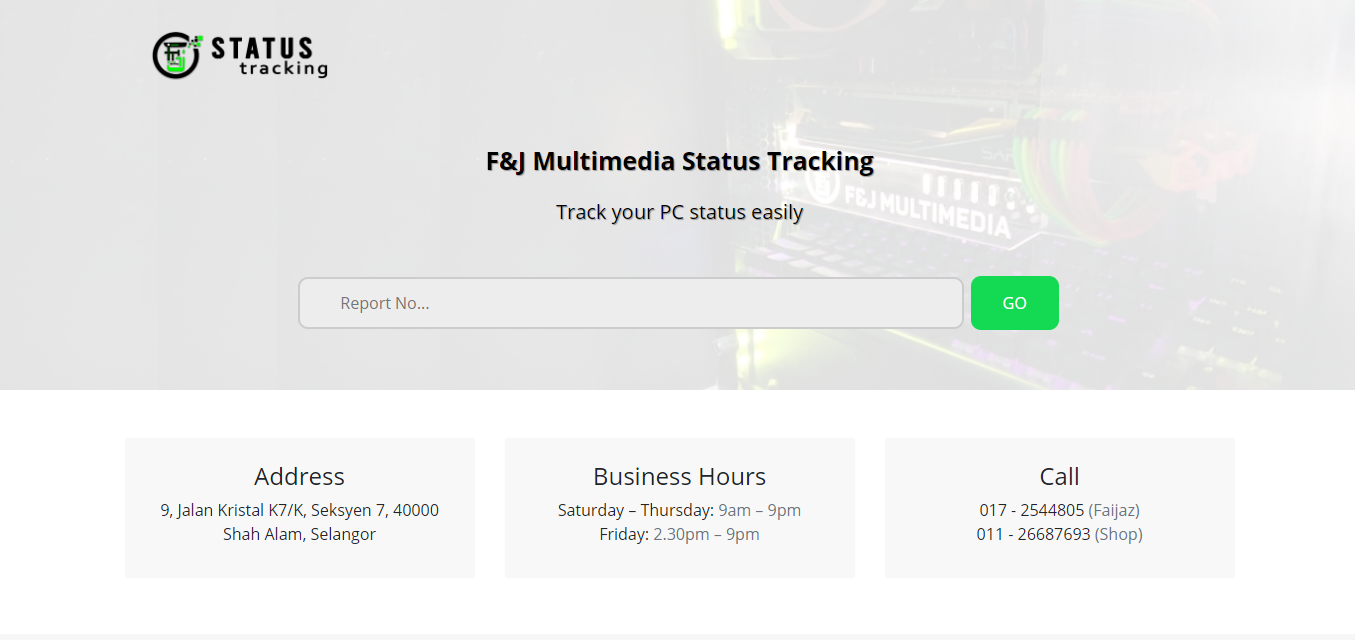 STATUS
tracking
F&J Multimedia Status Tracking
Track your PC status easily
F&J MULTIMEDIA
Report No...
GO
Address
9, Jalan Kristal K7/K, Seksyen 7, 40000
Shah Alam, Selangor
Business Hours
Saturday – Thursday: 9am – 9pm
Friday: 2.30pm – 9pm
Call
017 - 2544805 (Faijaz)
011 - 26687693 (Shop)